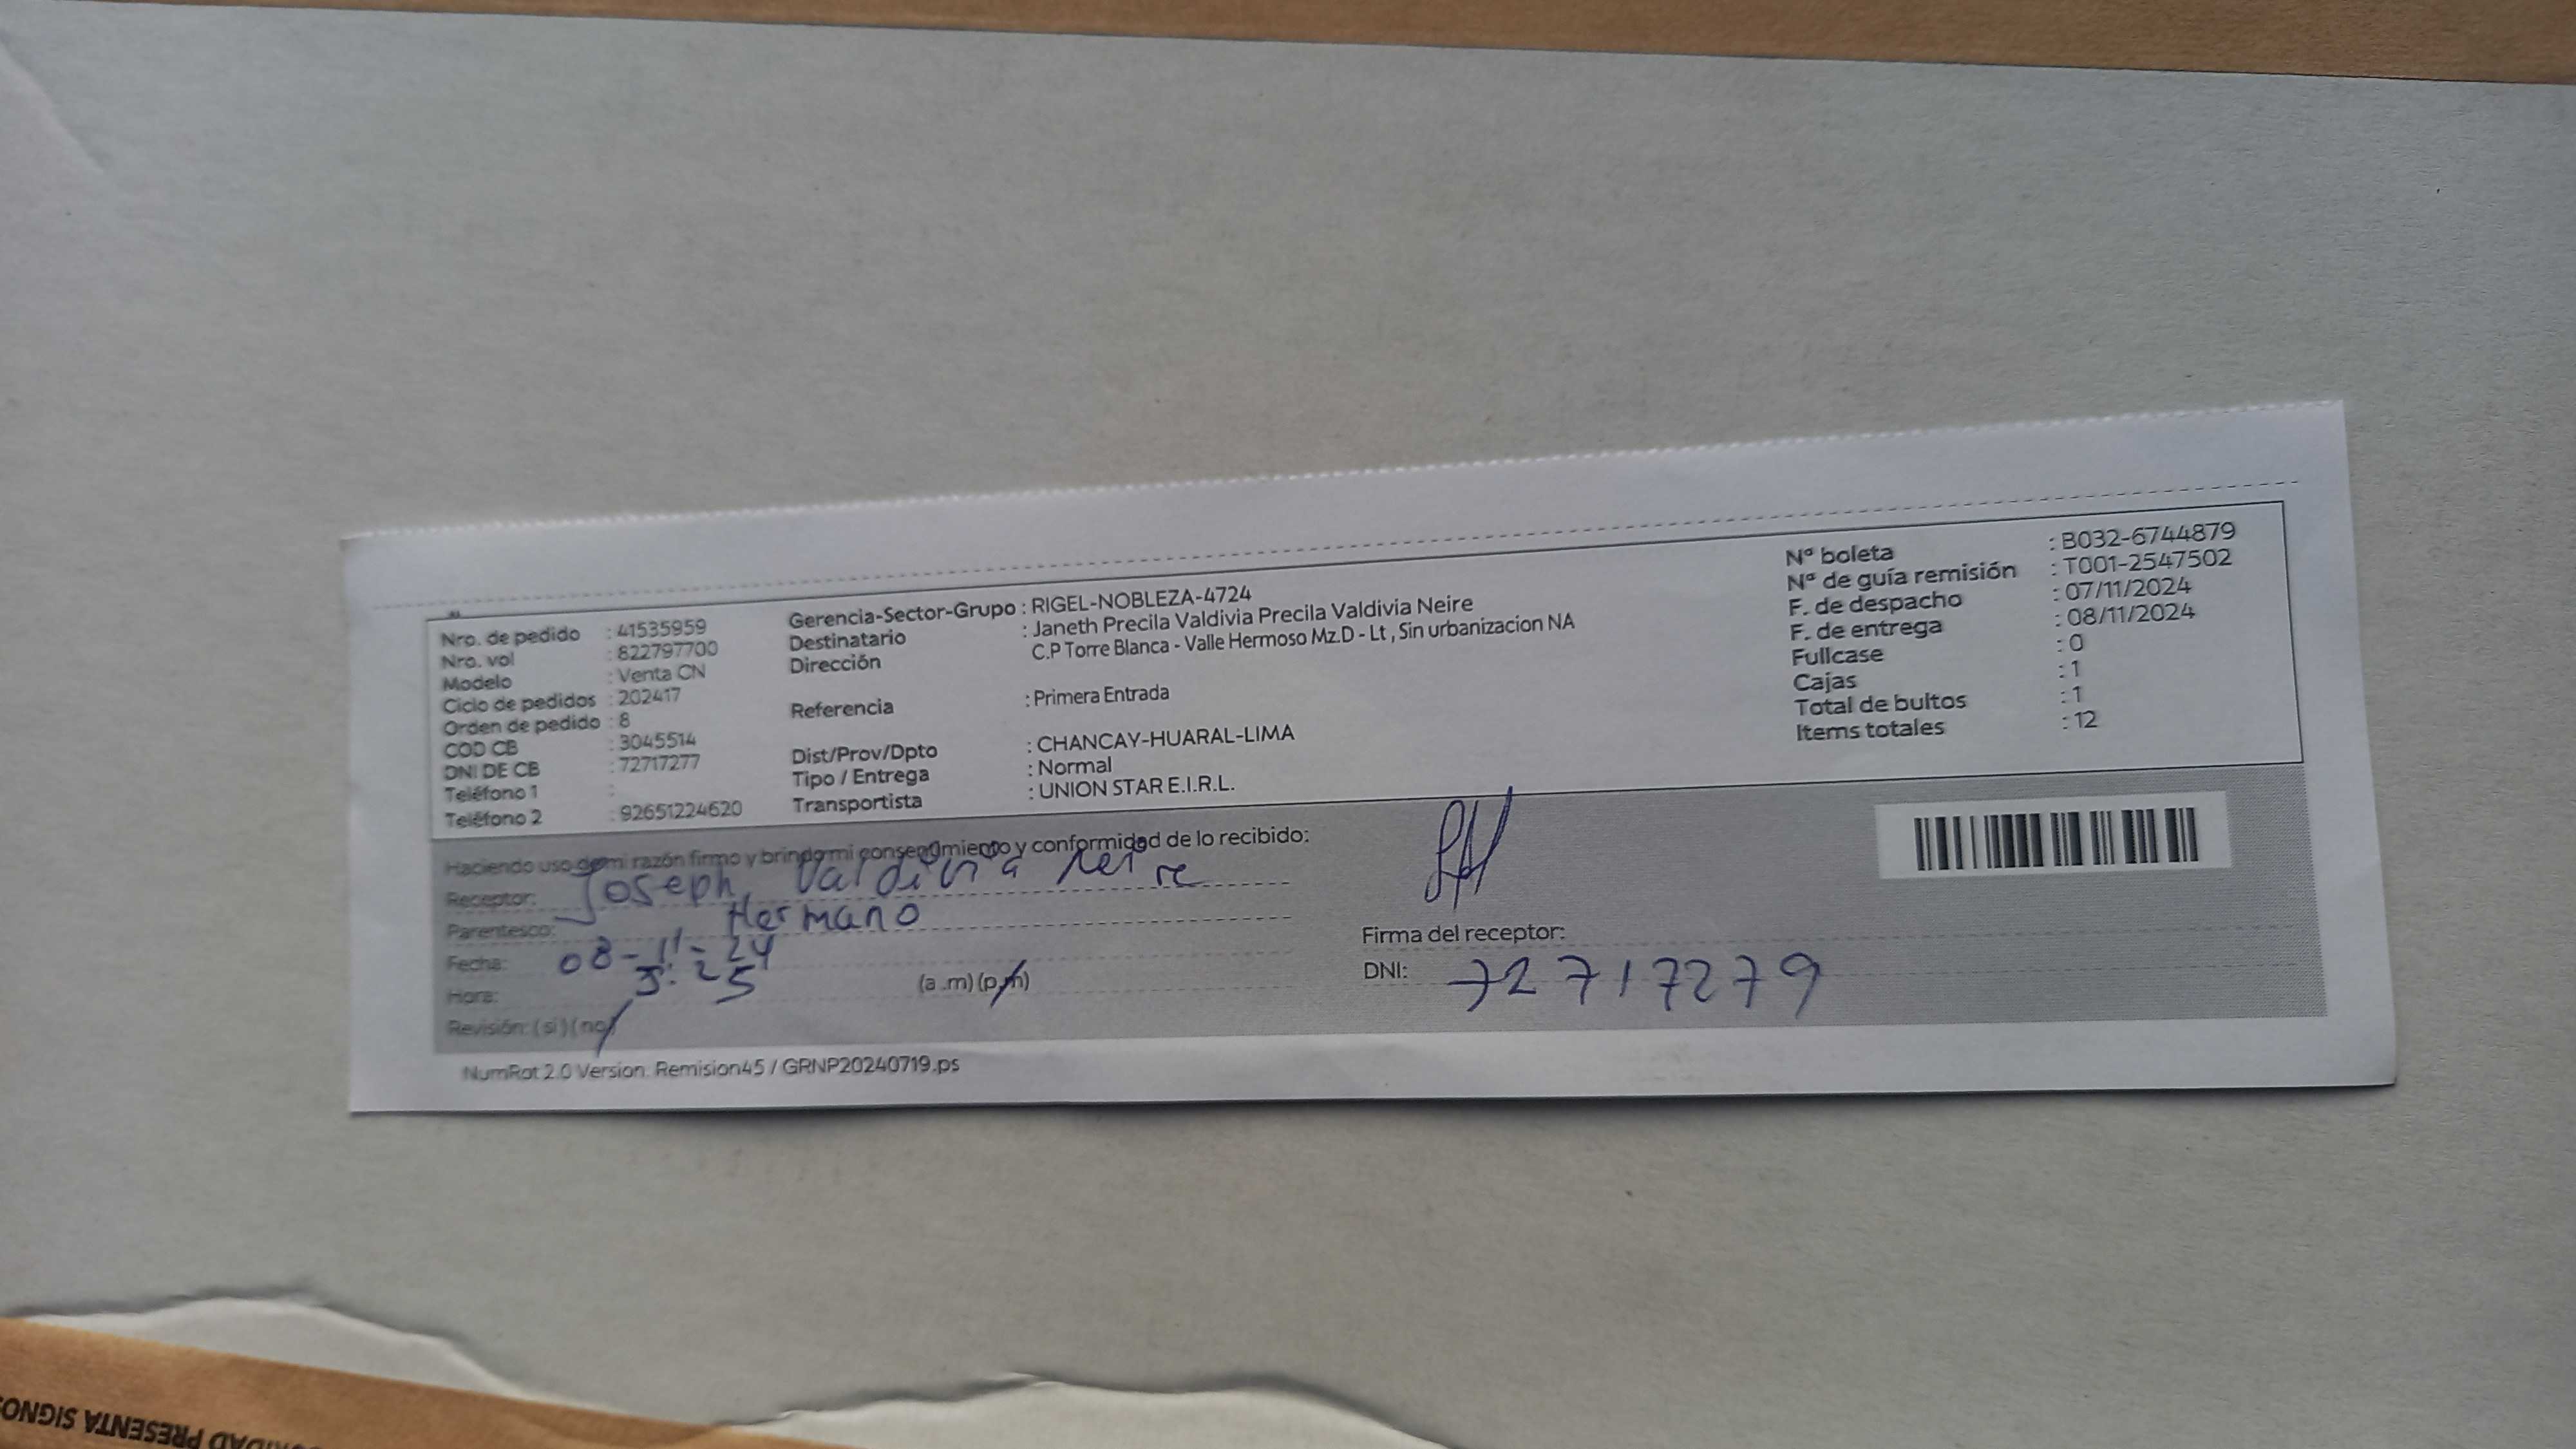 Nro. de pedido : 41535959
Nro. vol : 822797700
Modelo : Venta CN
Ciclo de pedidos : 202417
Orden de pedido : 8
COD CB : 3045514
DNI DE CB : 72717277
Teléfono 1 :
Teléfono 2 : 92651224620
Gerencia-Sector-Grupo : RIGEL-NOBLEZA-4724
Destinatario : Janeth Precila Valdivia Precila Valdivia Neire
Dirección C.P Torre Blanca - Valle Hermoso Mz.D - Lt , Sin urbanizacion NA
Referencia : Primera Entrada
Dist/Prov/Dpto : CHANCAY-HUARAL-LIMA
Tipo / Entrega : Normal
Transportista : UNION STAR E.I.R.L.
Nº boleta : B032-6744879
Nº de guía remisión : T001-2547502
F. de despacho : 07/11/2024
F. de entrega : 08/11/2024
Fullcase : 0
Cajas : 1
Total de bultos : 1
Items totales : 12
Haciendo uso de mi razón firmo y brindo mi consentimiento y conformidad de lo recibido:
Receptor: Joseph Valdivia Neire
Parentesco: Hermano
Fecha: 08-11-24
Hora: 3:25 (a.m) (p.m)
Revisión: (si) (no)
Firma del receptor:
DNI: 72717279
NumRot 2.0 Version. Remision45 / GRNP20240719.ps
PRESENTA SIGNOS